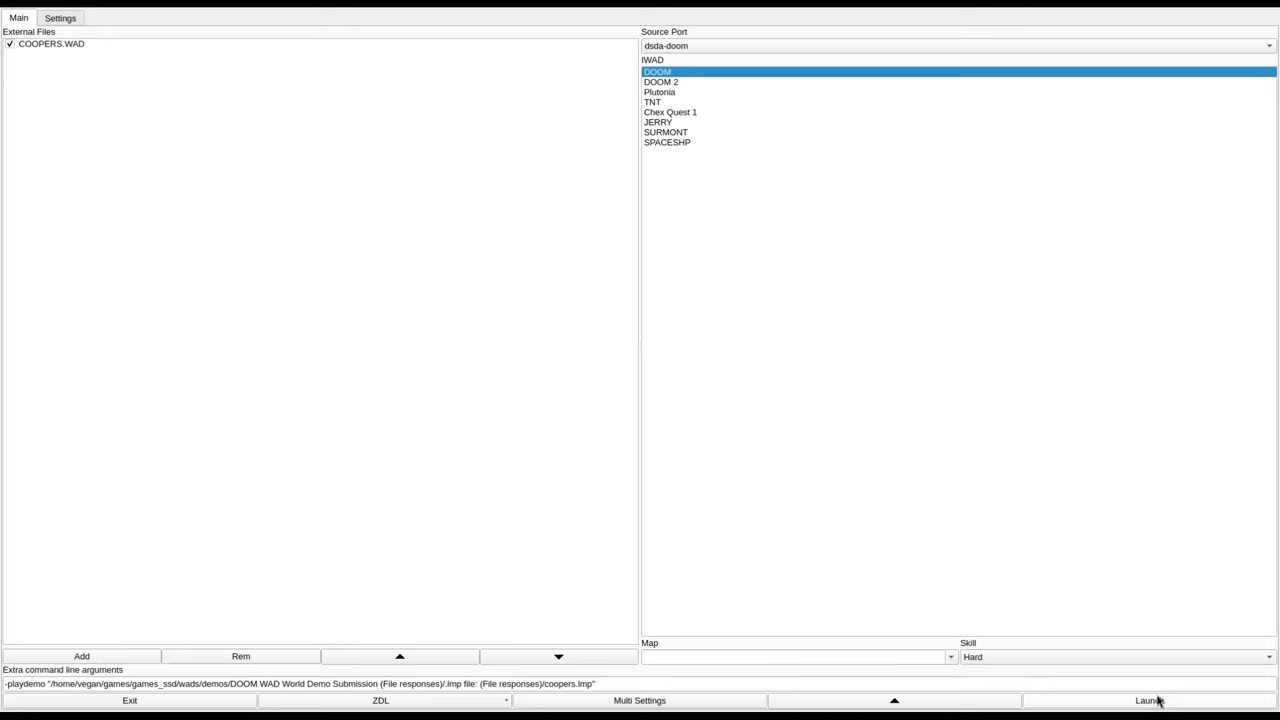 Main
Settings
External Files
COOPERS.WAD
Source Port
dsda-doom
IWAD
DOOM
DOOM 2
Plutonia
TNT
Chex Quest 1
JERRY
SURMONT
SPACESHP
Map
Skill
Hard
Add
Rem
Extra command line arguments
-playdemo "/home/vegan/games/games_ssd/wads/demos/DOOM WAD World Demo Submission (File responses)/.lmp file: (File responses)/coopers.lmp"
Exit
ZDL
Multi Settings
Launch